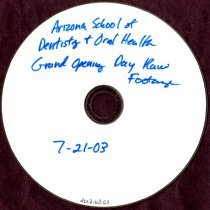 Arizona School of
Dentistry + Oral Health
Grand Opening Day Raw
Footage
7-21-03